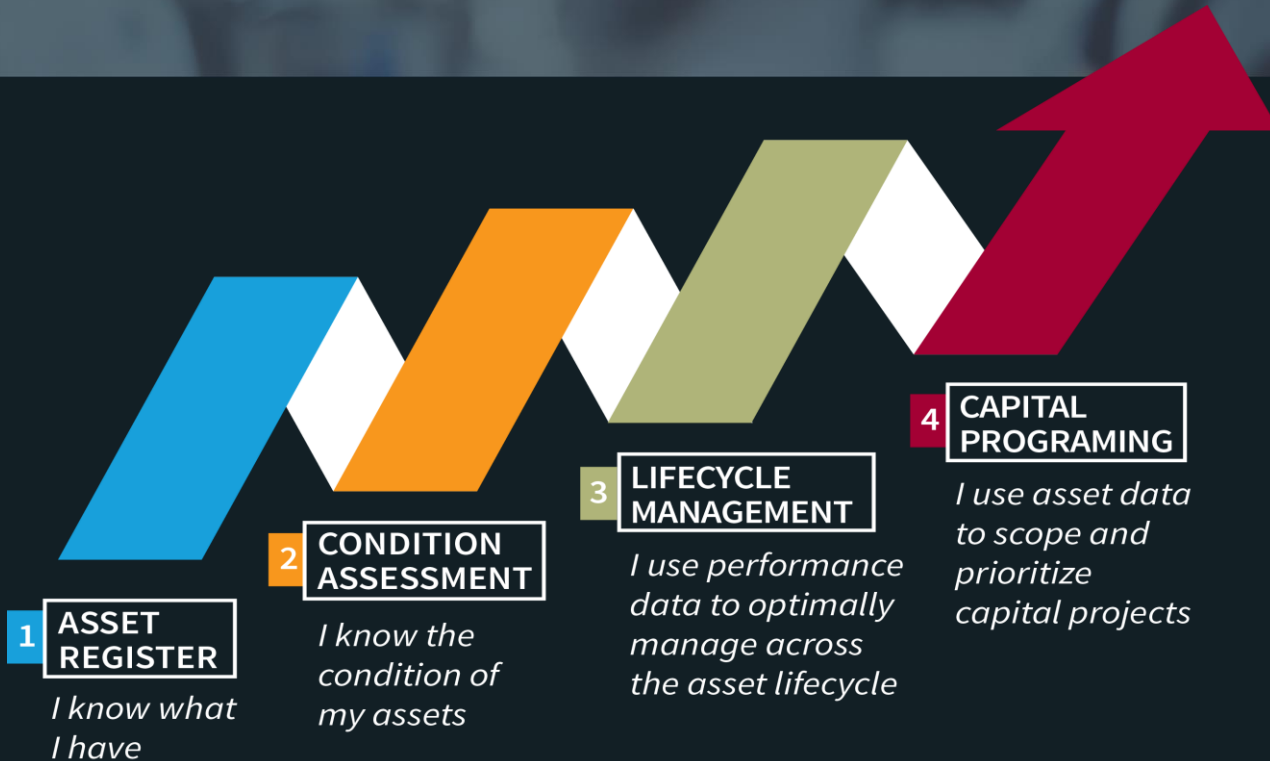 1
ASSET
REGISTER
I know what
I have
2
CONDITION
ASSESSMENT
I know the
condition of
my assets
3
LIFECYCLE
MANAGEMENT
I use performance
data to optimally
manage across
the asset lifecycle
4
CAPITAL
PROGRAMING
I use asset data
to scope and
prioritize
capital projects